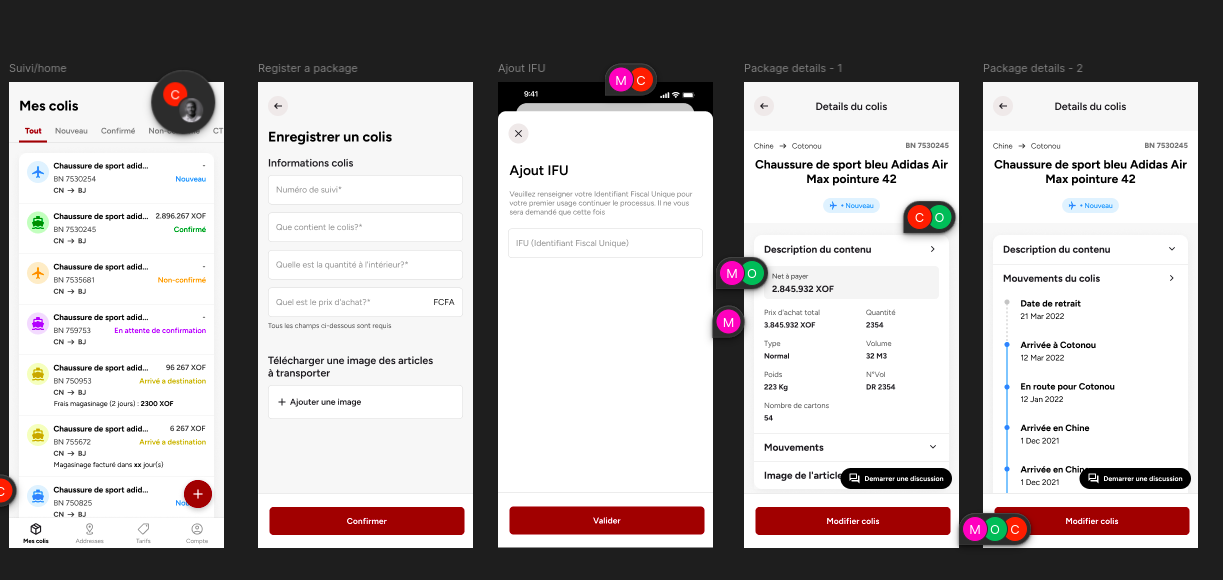 Suivi/home
Mes colis
C
Tout Nouveau Confirmé CT
Chaussure de sport adid... -
BN 7530254 Nouveau
CN → BJ
Chaussure de sport adid... 2.896.267 XOF
BN 7530245 Confirmé
CN → BJ
Chaussure de sport adid... -
BN 7535681 Non-confirmé
CN → BJ
Chaussure de sport adid... -
BN 759753 En attente de confirmation
CN → BJ
Chaussure de sport adid... 96 267 XOF
BN 750953 Arrivé a destination
CN → BJ
Frais magasinage (2 jours) : 2300 XOF
Chaussure de sport adid... 6 267 XOF
BN 755672 Arrivé a destination
CN → BJ
Magasinage facturé dans xx jour(s)
Chaussure de sport adid...
BN 750825
CN → BJ
C
Mes colis Addresses Tarifs Compte
Register a package
Enregistrer un colis
Informations colis
Numéro de suivi*
Que contient le colis?*
Quelle est la quantité à l'intérieur?*
Quel est le prix d'achat?* FCFA
Tous les champs ci-dessous sont requis
Télécharger une image des articles
à transporter
+ Ajouter une image
Confirmer
Ajout IFU
M C
9:41
Ajout IFU
Veuillez renseigner votre Identifiant Fiscal Unique pour
votre premier usage continuer le processus. Il ne vous
sera demandé que cette fois
IFU (Identifiant Fiscal Unique)
Valider
Package details - 1
Details du colis
Chine → Cotonou BN 7530245
Chaussure de sport bleu Adidas Air
Max pointure 42
• Nouveau
C O
Description du contenu
M O
Net à payer
2.845.932 XOF
M
Prix d'achat total Quantité
3.845.932 XOF 2354
Type Volume
Normal 32 M3
Poids N°Vol
223 Kg DR 2354
Nombre de cartons
54
Mouvements
Image de l'article
Demarrer une discussion
Modifier colis
Package details - 2
Details du colis
Chine → Cotonou BN 7530245
Chaussure de sport bleu Adidas Air
Max pointure 42
• Nouveau
Description du contenu
Mouvements du colis
Date de retrait
21 Mar 2022
Arrivée à Cotonou
12 Mar 2022
En route pour Cotonou
12 Jan 2022
Arrivée en Chine
1 Dec 2021
Arrivée en
1 Dec 2021
Demarrer une discussion
M O C
Modifier colis